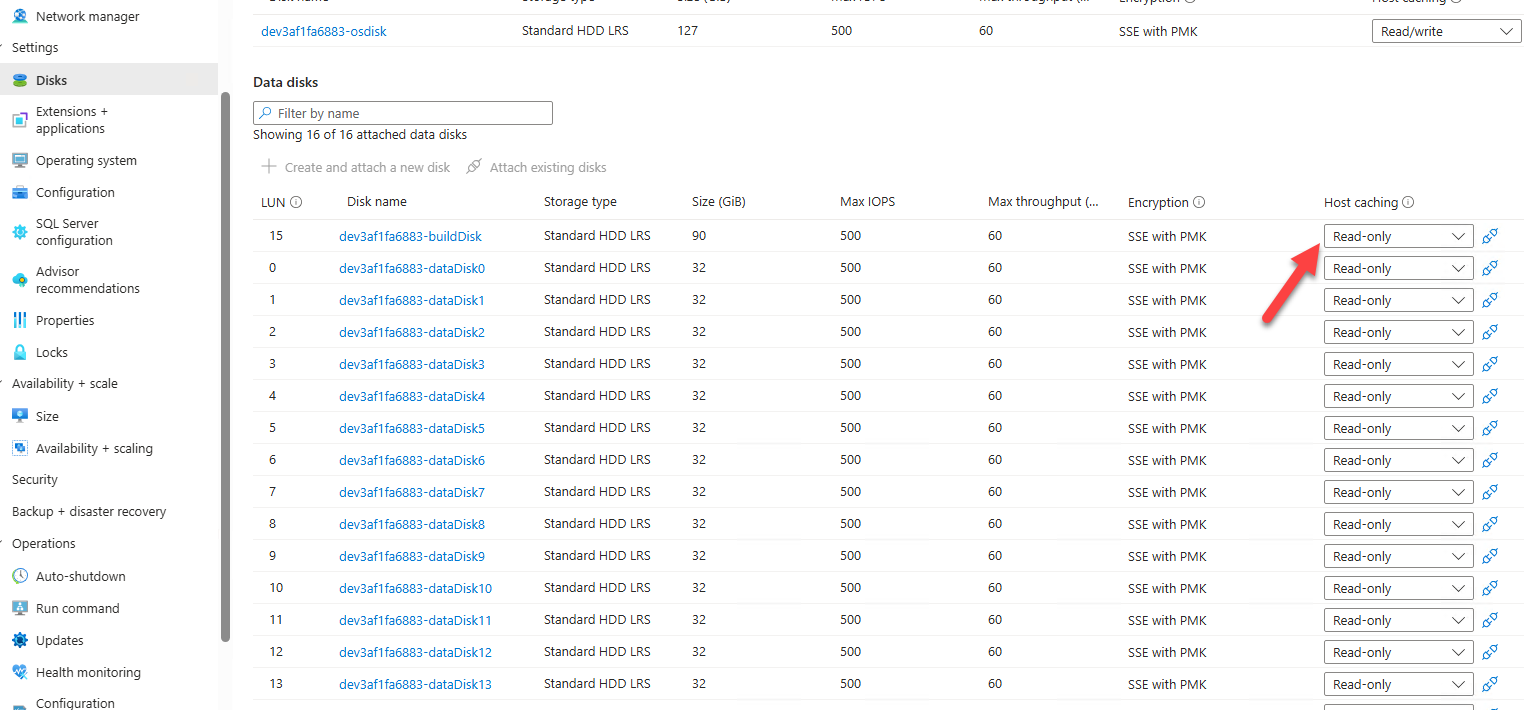 Network manager
Settings
Disks
Extensions +
applications
Operating system
Configuration
SQL Server
configuration
Advisor
recommendations
Properties
Locks
Availability + scale
Size
Availability + scaling
Security
Backup + disaster recovery
Operations
Auto-shutdown
Run command
Updates
Health monitoring
Configuration
Disk name Storage type Size (GiB) Max IOPS Max throughput (... Encryption Host caching
dev3af1fa6883-osdisk Standard HDD LRS 127 500 60 SSE with PMK Read/write
Data disks
Filter by name
Showing 16 of 16 attached data disks
Create and attach a new disk Attach existing disks
LUN Disk name Storage type Size (GiB) Max IOPS Max throughput (... Encryption Host caching
15 dev3af1fa6883-buildDisk Standard HDD LRS 90 500 60 SSE with PMK Read-only
0 dev3af1fa6883-dataDisk0 Standard HDD LRS 32 500 60 SSE with PMK Read-only
1 dev3af1fa6883-dataDisk1 Standard HDD LRS 32 500 60 SSE with PMK Read-only
2 dev3af1fa6883-dataDisk2 Standard HDD LRS 32 500 60 SSE with PMK Read-only
3 dev3af1fa6883-dataDisk3 Standard HDD LRS 32 500 60 SSE with PMK Read-only
4 dev3af1fa6883-dataDisk4 Standard HDD LRS 32 500 60 SSE with PMK Read-only
5 dev3af1fa6883-dataDisk5 Standard HDD LRS 32 500 60 SSE with PMK Read-only
6 dev3af1fa6883-dataDisk6 Standard HDD LRS 32 500 60 SSE with PMK Read-only
7 dev3af1fa6883-dataDisk7 Standard HDD LRS 32 500 60 SSE with PMK Read-only
8 dev3af1fa6883-dataDisk8 Standard HDD LRS 32 500 60 SSE with PMK Read-only
9 dev3af1fa6883-dataDisk9 Standard HDD LRS 32 500 60 SSE with PMK Read-only
10 dev3af1fa6883-dataDisk10 Standard HDD LRS 32 500 60 SSE with PMK Read-only
11 dev3af1fa6883-dataDisk11 Standard HDD LRS 32 500 60 SSE with PMK Read-only
12 dev3af1fa6883-dataDisk12 Standard HDD LRS 32 500 60 SSE with PMK Read-only
13 dev3af1fa6883-dataDisk13 Standard HDD LRS 32 500 60 SSE with PMK Read-only